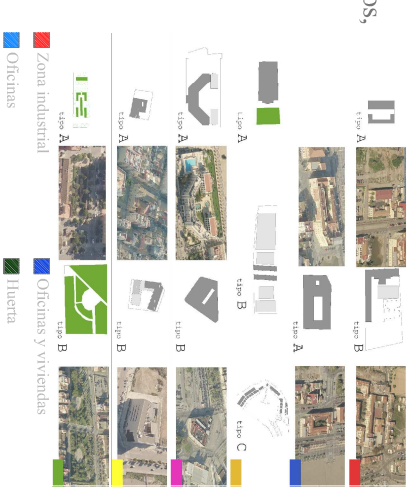 os,
tipo A
tipo B
tipo A
tipo A
tipo B
tipo C
tipo A
tipo B
tipo A
tipo B
tipo A
tipo B
Zona industrial
Oficinas y viviendas
Oficinas
Huerta